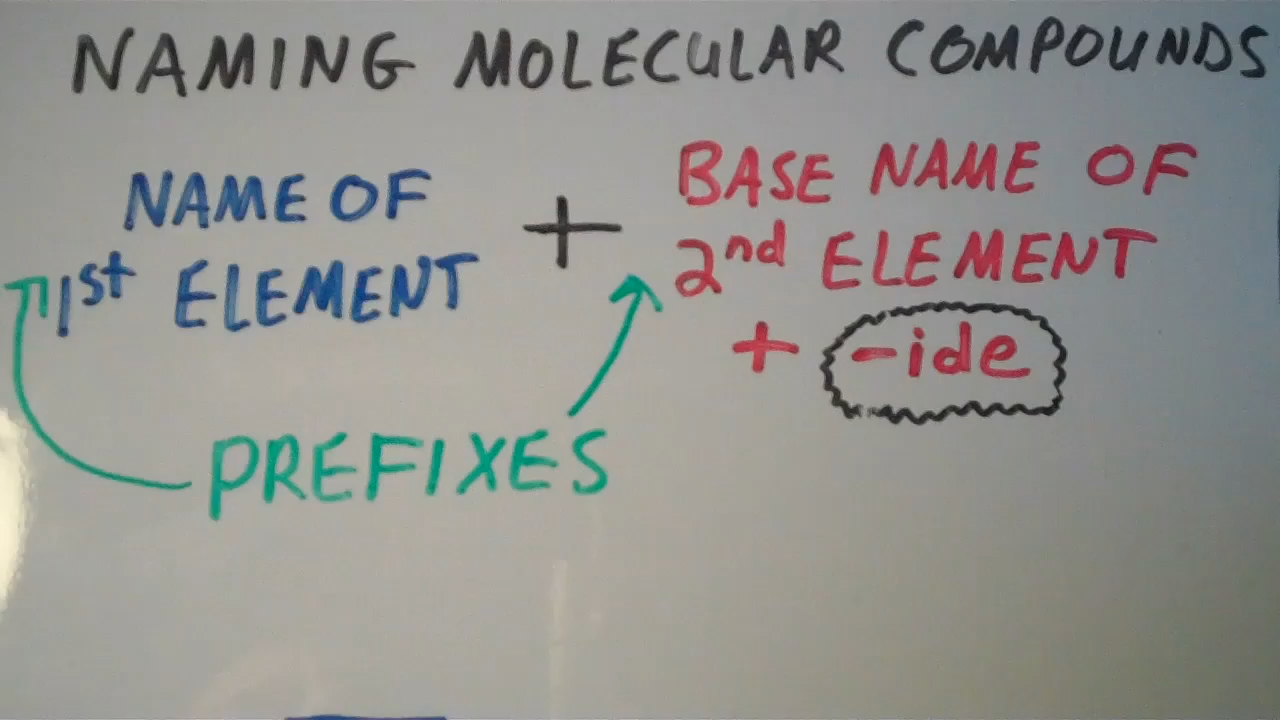 NAMING MOLECULAR COMPOUNDS
NAME OF
1st ELEMENT
+
BASE NAME OF
2nd ELEMENT
+ -ide
PREFIXES